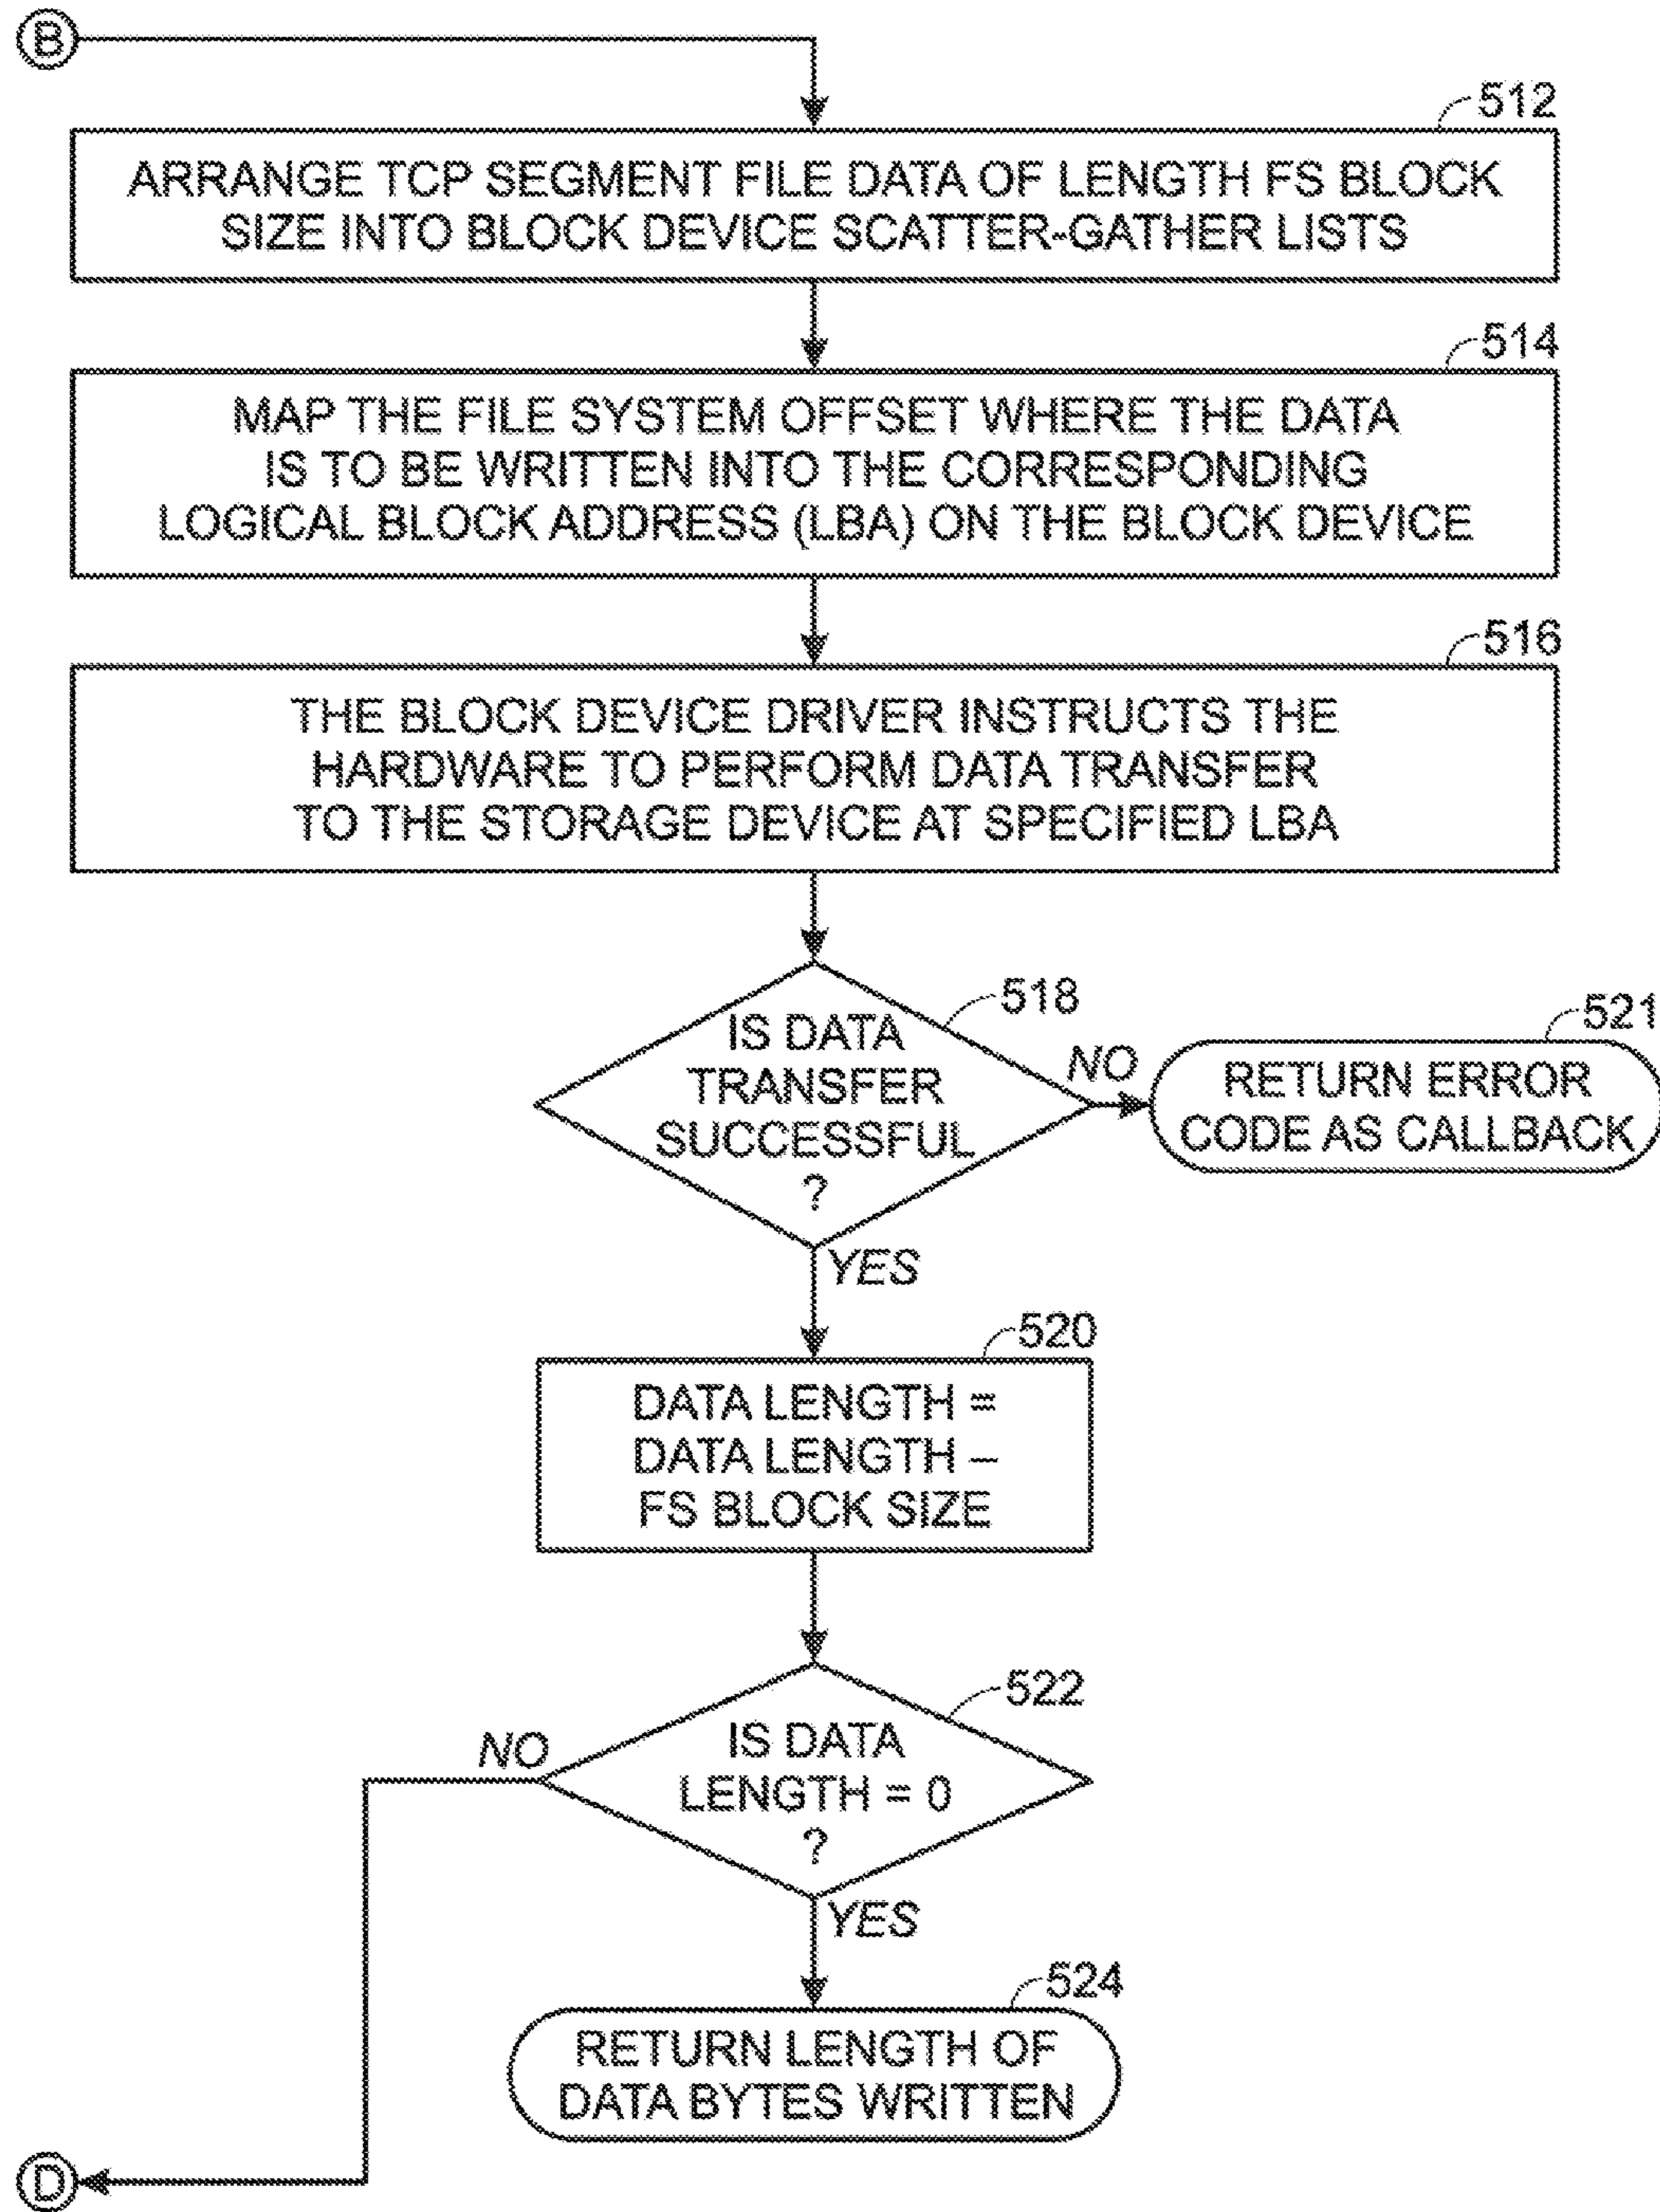 B
512
ARRANGE TCP SEGMENT FILE DATA OF LENGTH FS BLOCK
SIZE INTO BLOCK DEVICE SCATTER-GATHER LISTS
514
MAP THE FILE SYSTEM OFFSET WHERE THE DATA
IS TO BE WRITTEN INTO THE CORRESPONDING
LOGICAL BLOCK ADDRESS (LBA) ON THE BLOCK DEVICE
516
THE BLOCK DEVICE DRIVER INSTRUCTS THE
HARDWARE TO PERFORM DATA TRANSFER
TO THE STORAGE DEVICE AT SPECIFIED LBA
518
IS DATA
TRANSFER
SUCCESSFUL
?
NO
521
RETURN ERROR
CODE AS CALLBACK
YES
520
DATA LENGTH =
DATA LENGTH –
FS BLOCK SIZE
522
IS DATA
LENGTH = 0
?
NO
YES
524
RETURN LENGTH OF
DATA BYTES WRITTEN
D